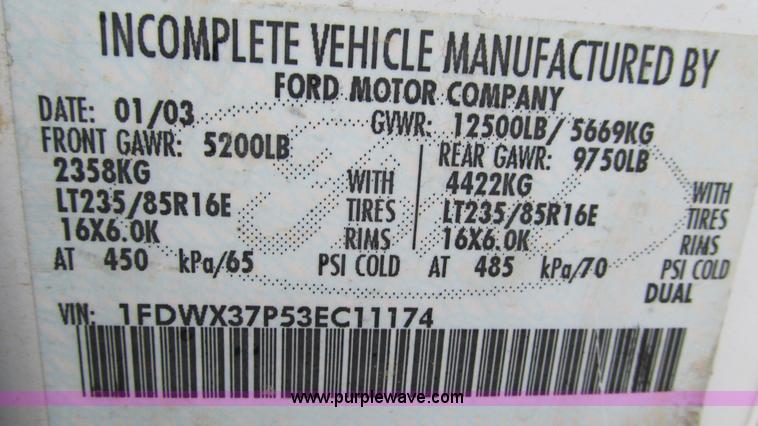 INCOMPLETE VEHICLE MANUFACTURED BY
FORD MOTOR COMPANY
DATE: 01/03
GVWR: 12500LB/ 5669KG
FRONT GAWR: 5200LB
REAR GAWR: 9750LB
2358KG WITH 4422KG WITH
LT235/85R16E TIRES LT235/85R16E TIRES
16X6.0K RIMS 16X6.0K RIMS
AT 450 kPa/65 PSI COLD AT 485 kPa/70 PSI COLD
DUAL
VIN: 1FDWX37P53EC11174
www.purplewave.com